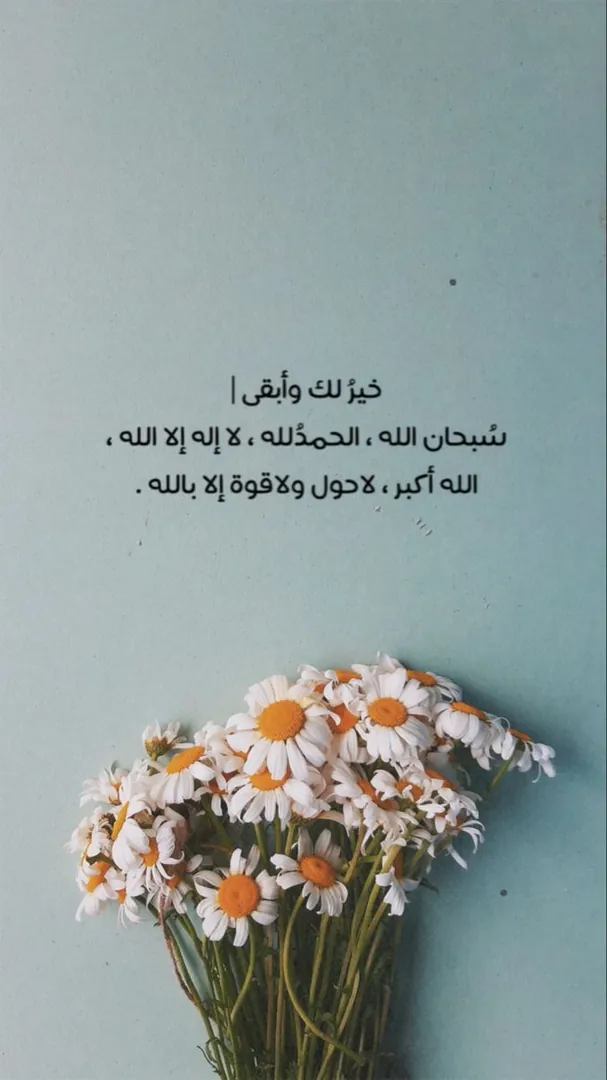 خيرُ لك وأبقى |
سُبحان الله ، الحمدُلله ، لا إله إلا الله ،
الله أكبر ، لاحول ولاقوة إلا بالله .